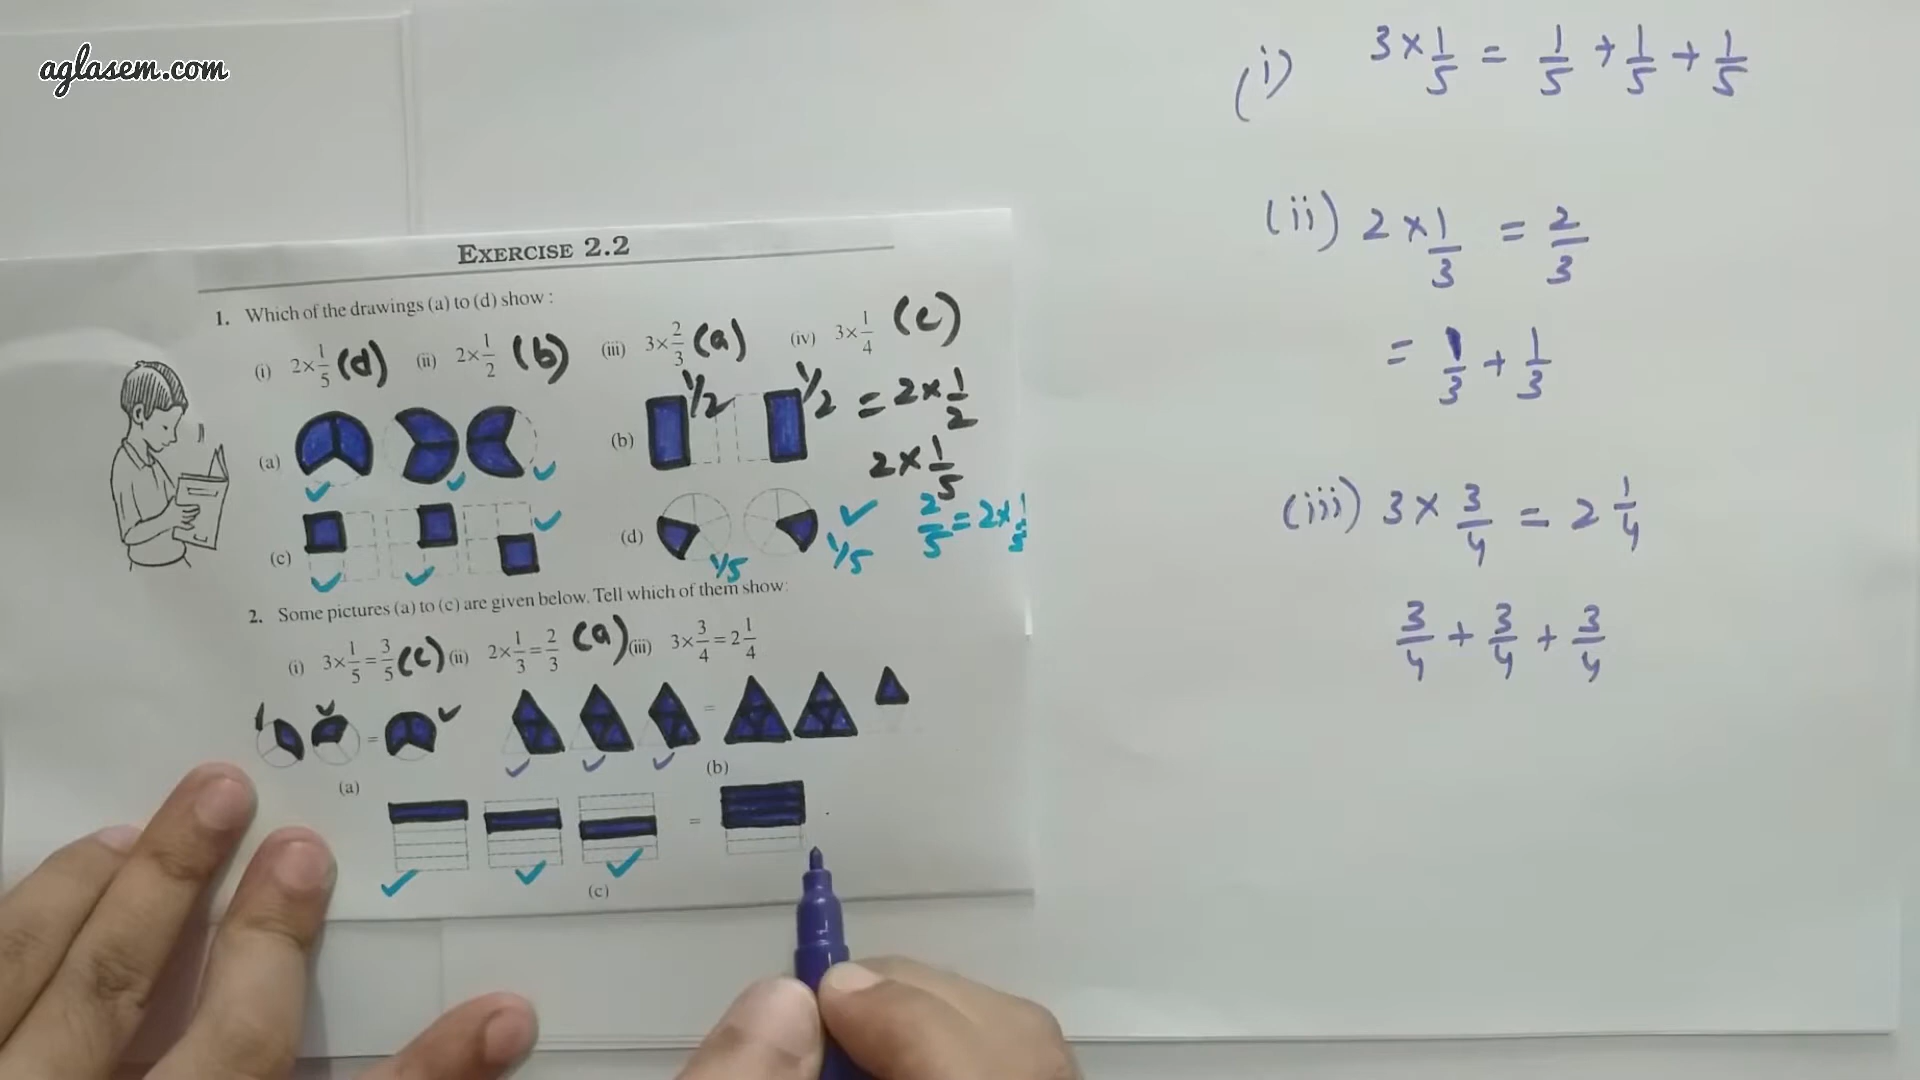 aglasem.com
EXERCISE 2.2
1. Which of the drawings (a) to (d) show :
(i) 2×1/5 (d) (ii) 2×1/2 (b) (iii) 3×2/3 (a) (iv) 3×1/4 (c)
(a)
(b) 1/2 1/2 = 2×1/2
2×1/5
(c)
(d) 1/5 1/5 2/5 = 2×1/5
2. Some pictures (a) to (c) are given below. Tell which of them show:
(i) 3×1/5=3/5 (c) (ii) 2×1/3=2/3 (a) (iii) 3×3/4=2 1/4
=
=
(a)
(b)
=
(c)
(i) 3×1/5 = 1/5 + 1/5 + 1/5
(ii) 2×1/3 = 2/3
= 1/3 + 1/3
(iii) 3×3/4 = 2 1/4
3/4 + 3/4 + 3/4